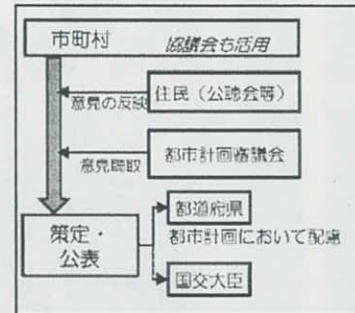 市町村 協議会も活用
意見の反映 住民（公聴会等）
意見聴取 都市計画審議会
都道府県
策定・
公表
都市計画において配慮
国交大臣